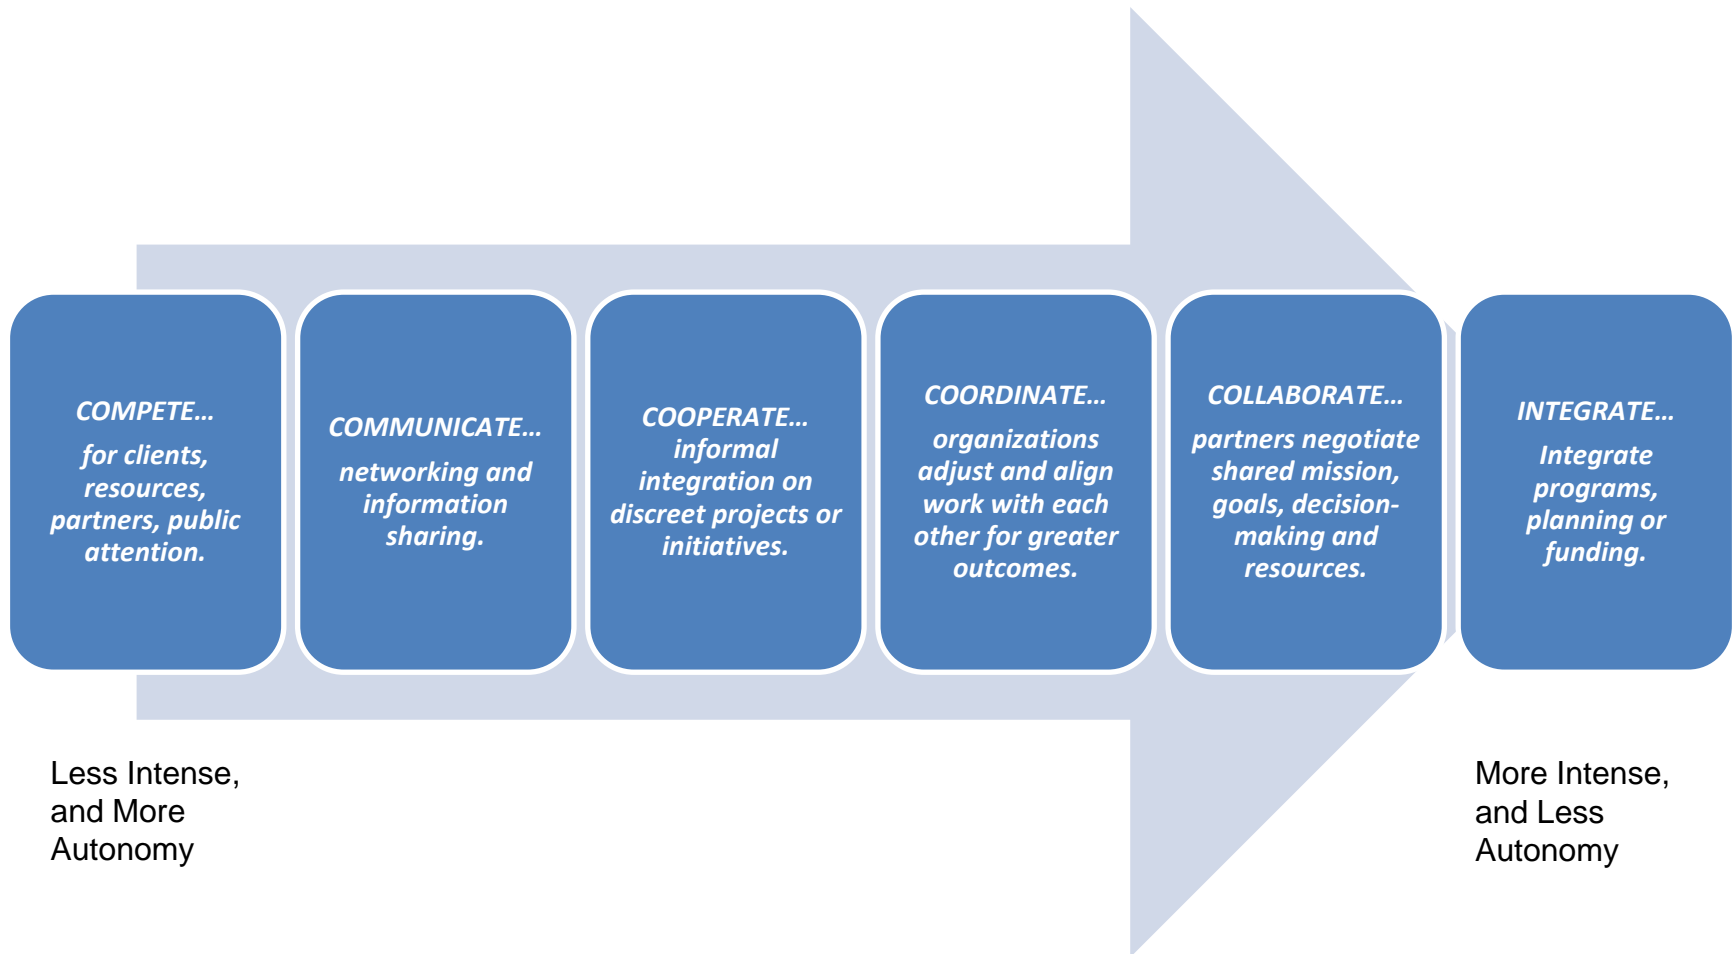 COMPETE…
for clients,
resources,
partners, public
attention.
COMMUNICATE…
networking and
information
sharing.
COOPERATE…
informal
integration on
discreet projects or
initiatives.
COORDINATE…
organizations
adjust and align
work with each
other for greater
outcomes.
COLLABORATE…
partners negotiate
shared mission,
goals, decision-
making and
resources.
INTEGRATE…
Integrate
programs,
planning or
funding.
Less Intense,
and More
Autonomy
More Intense,
and Less
Autonomy